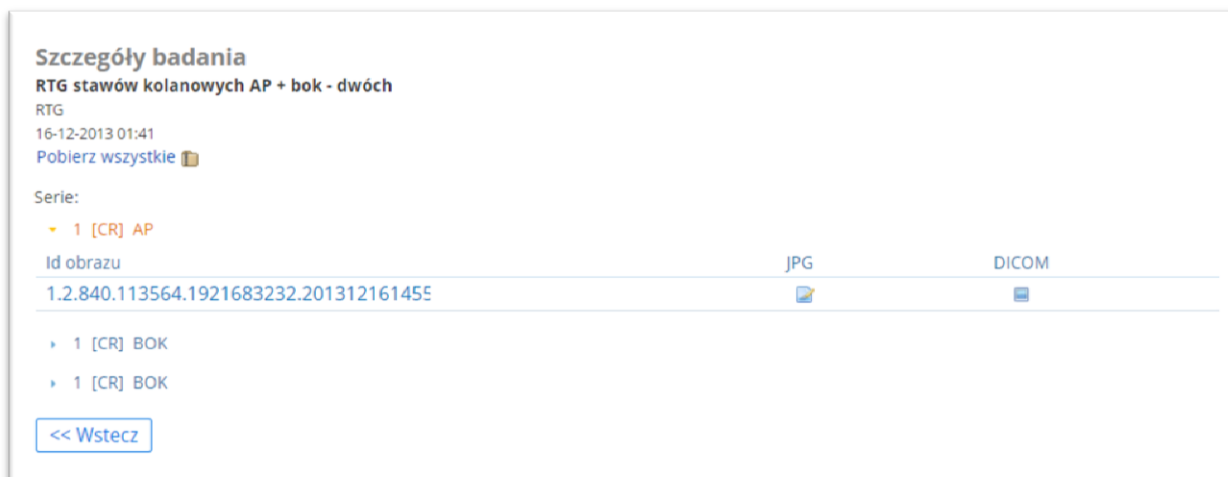 Szczegóły badania
RTG stawów kolanowych AP + bok - dwóch
RTG
16-12-2013 01:41
Pobierz wszystkie
Serie:
1 [CR] AP
Id obrazu JPG DICOM
1.2.840.113564.1921683232.201312161455
1 [CR] BOK
1 [CR] BOK
<< Wstecz